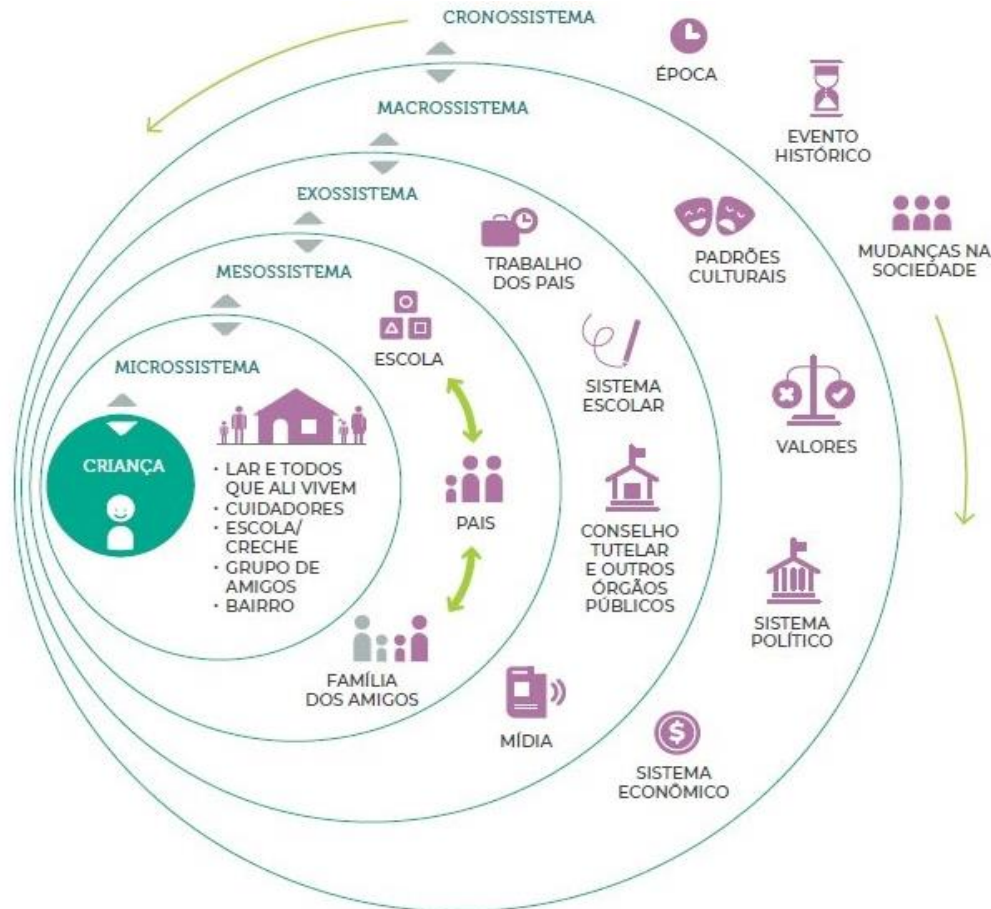 CRONOSSISTEMA
ÉPOCA
EVENTO
HISTÓRICO
MUDANÇAS NA
SOCIEDADE
MACROSSISTEMA
PADRÕES
CULTURAIS
VALORES
SISTEMA
POLÍTICO
SISTEMA
ECONÔMICO
EXOSSISTEMA
TRABALHO
DOS PAIS
SISTEMA
ESCOLAR
CONSELHO
TUTELAR
E OUTROS
ÓRGÃOS
PÚBLICOS
MÍDIA
MESOSSISTEMA
ESCOLA
PAIS
FAMÍLIA
DOS AMIGOS
MICROSSISTEMA
· LAR E TODOS
QUE ALI VIVEM
· CUIDADORES
· ESCOLA/
CRECHE
· GRUPO DE
AMIGOS
· BAIRRO
CRIANÇA
$